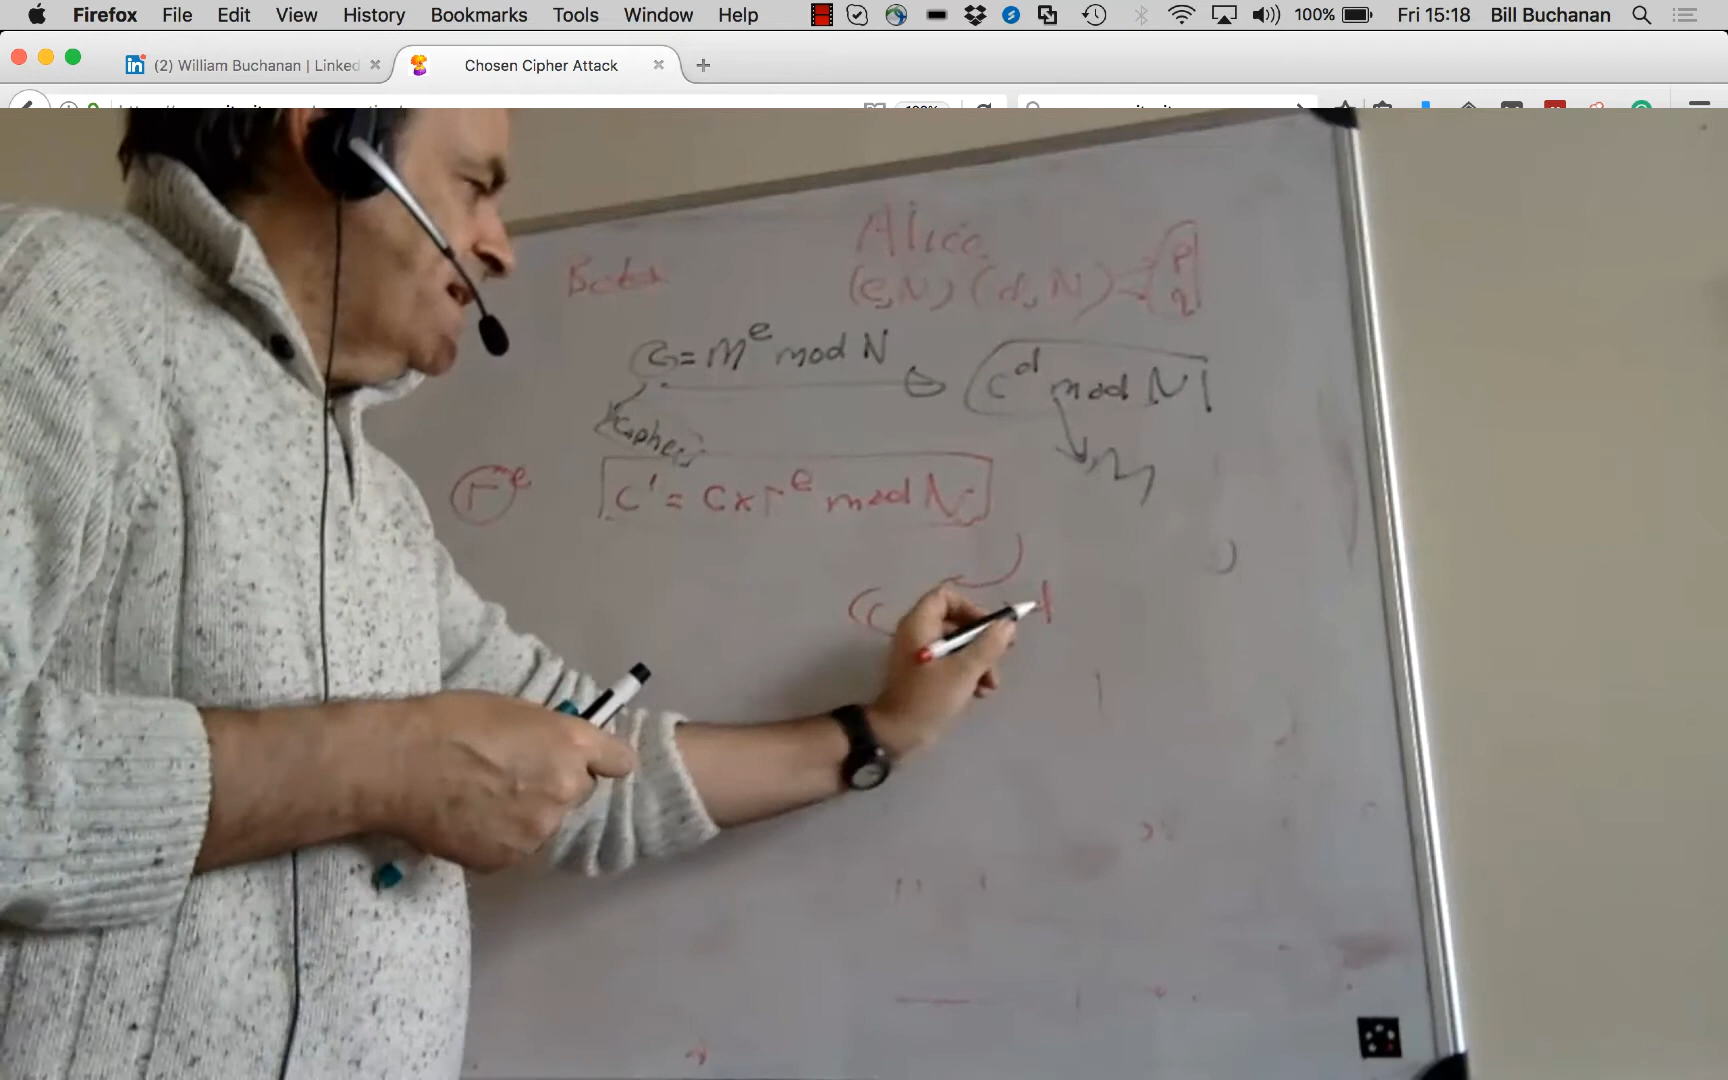 Firefox File Edit View History Bookmarks Tools Window Help 100% Fri 15:18 Bill Buchanan
(2) William Buchanan | Linked Chosen Cipher Attack
Alice
(e,N) (d,N) p
q
C=M^e mod N
C^d mod N
Cipher
M
r^e
C' = C x r^e mod N
(C
d